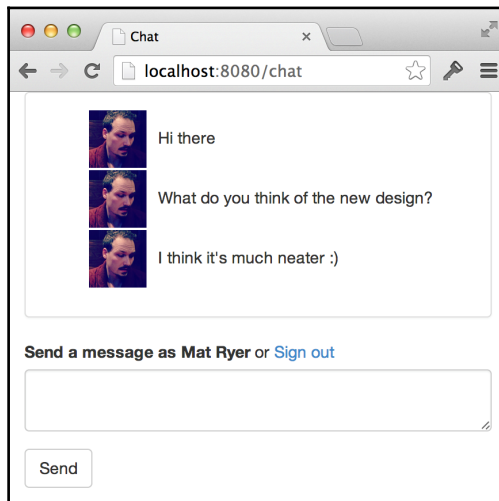 Chat
localhost:8080/chat
Hi there
What do you think of the new design?
I think it's much neater :)
Send a message as Mat Ryer or Sign out
Send